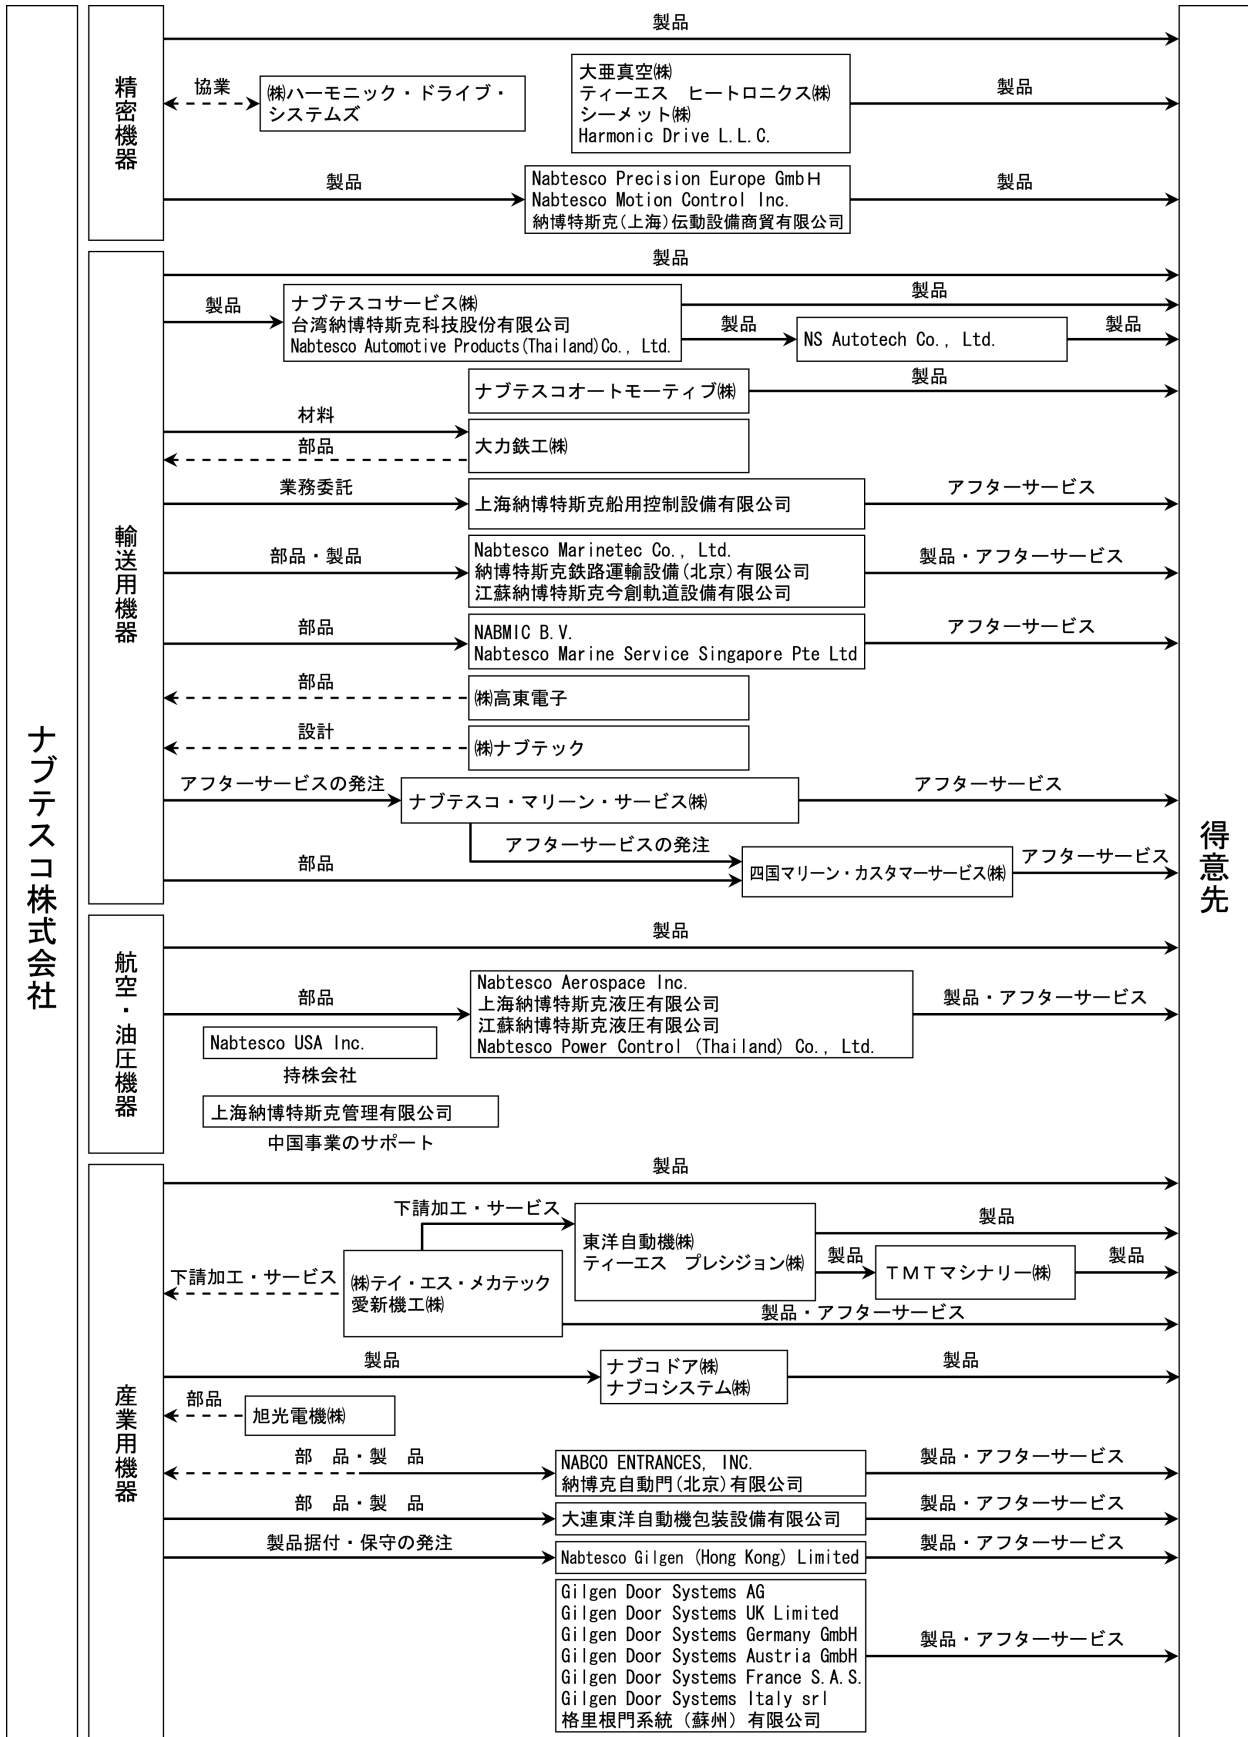 ナブテスコ株式会社
得意先
精密機器
製品
協業
㈱ハーモニック・ドライブ・
システムズ
大亜真空㈱
ティーエス　ヒートロニクス㈱
シーメット㈱
Harmonic Drive L.L.C.
製品
製品
Nabtesco Precision Europe GmbH
Nabtesco Motion Control Inc.
納博特斯克(上海)伝動設備商貿有限公司
製品
輸送用機器
製品
製品
ナブテスコサービス㈱
台湾納博特斯克科技股份有限公司
Nabtesco Automotive Products(Thailand)Co., Ltd.
製品
製品
NS Autotech Co., Ltd.
製品
ナブテスコオートモーティブ㈱
製品
材料
部品
大力鉄工㈱
業務委託
上海納博特斯克船用控制設備有限公司
アフターサービス
部品・製品
Nabtesco Marinetec Co., Ltd.
納博特斯克鉄路運輸設備(北京)有限公司
江蘇納博特斯克今創軌道設備有限公司
製品・アフターサービス
部品
NABMIC B.V.
Nabtesco Marine Service Singapore Pte Ltd
アフターサービス
部品
㈱高東電子
設計
㈱ナブテック
アフターサービスの発注
ナブテスコ・マリーン・サービス㈱
アフターサービス
アフターサービスの発注
部品
四国マリーン・カスタマーサービス㈱
アフターサービス
航空・油圧機器
製品
部品
Nabtesco Aerospace Inc.
上海納博特斯克液圧有限公司
江蘇納博特斯克液圧有限公司
Nabtesco Power Control (Thailand) Co., Ltd.
製品・アフターサービス
Nabtesco USA Inc.
持株会社
上海納博特斯克管理有限公司
中国事業のサポート
産業用機器
製品
下請加工・サービス
東洋自動機㈱
ティーエス　プレシジョン㈱
製品
製品
ＴＭＴマシナリー㈱
製品
下請加工・サービス
㈱テイ・エス・メカテック
愛新機工㈱
製品・アフターサービス
製品
ナブコドア㈱
ナブコシステム㈱
製品
部品
旭光電機㈱
部　品・製　品
NABCO ENTRANCES, INC.
納博克自動門(北京)有限公司
製品・アフターサービス
部　品・製　品
大連東洋自動機包装設備有限公司
製品・アフターサービス
製品据付・保守の発注
Nabtesco Gilgen (Hong Kong) Limited
製品・アフターサービス
Gilgen Door Systems AG
Gilgen Door Systems UK Limited
Gilgen Door Systems Germany GmbH
Gilgen Door Systems Austria GmbH
Gilgen Door Systems France S.A.S.
Gilgen Door Systems Italy srl
格里根門系統（蘇州）有限公司
製品・アフターサービス